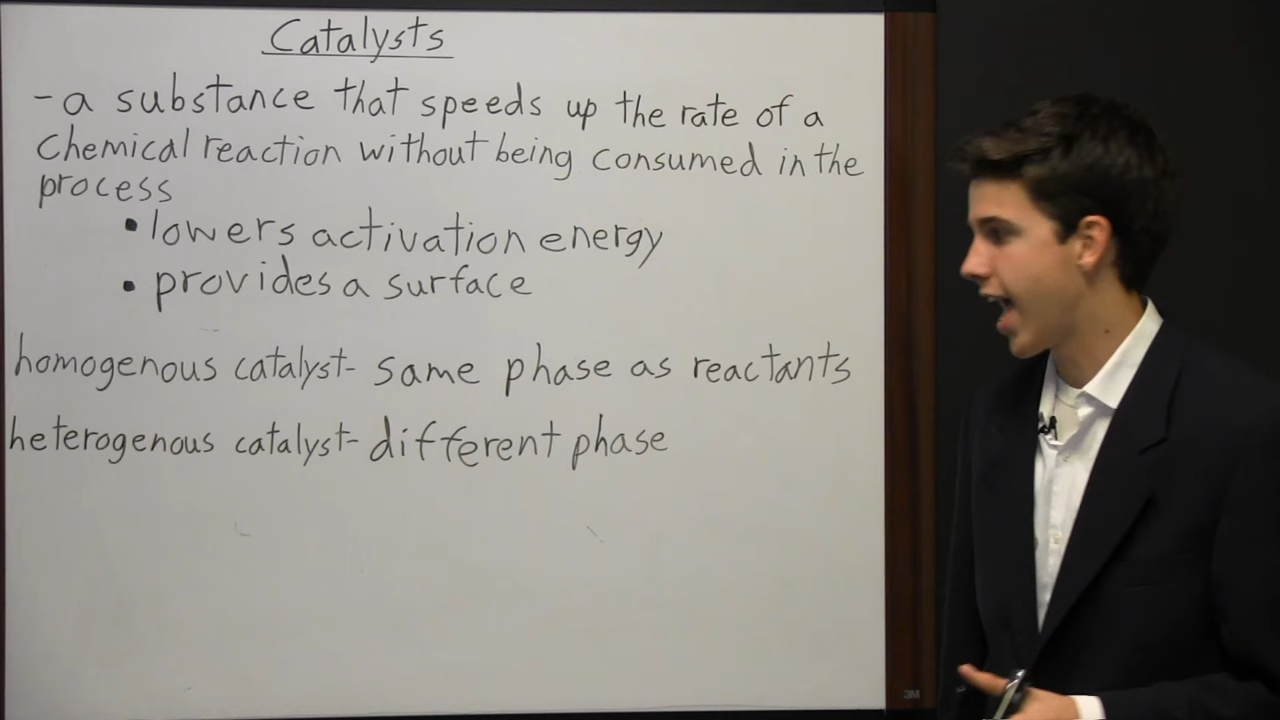 Catalysts
- a substance that speeds up the rate of a
Chemical reaction without being consumed in the
process
• lowers activation energy
• provides a surface
homogenous catalyst- same phase as reactants
heterogenous catalyst- different phase
3M